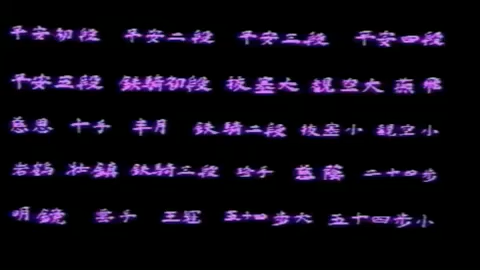 平安初段 平安二段 平安三段 平安四段
平安五段 鉄騎初段 抜塞大 観空大 燕飛
慈恩 十手 半月 鉄騎二段 抜塞小 観空小
岩鶴 壮鎮 鉄騎三段 珍手 慈陰 二十四步
明鏡 雲手 王冠 五十四步大 五十四步小